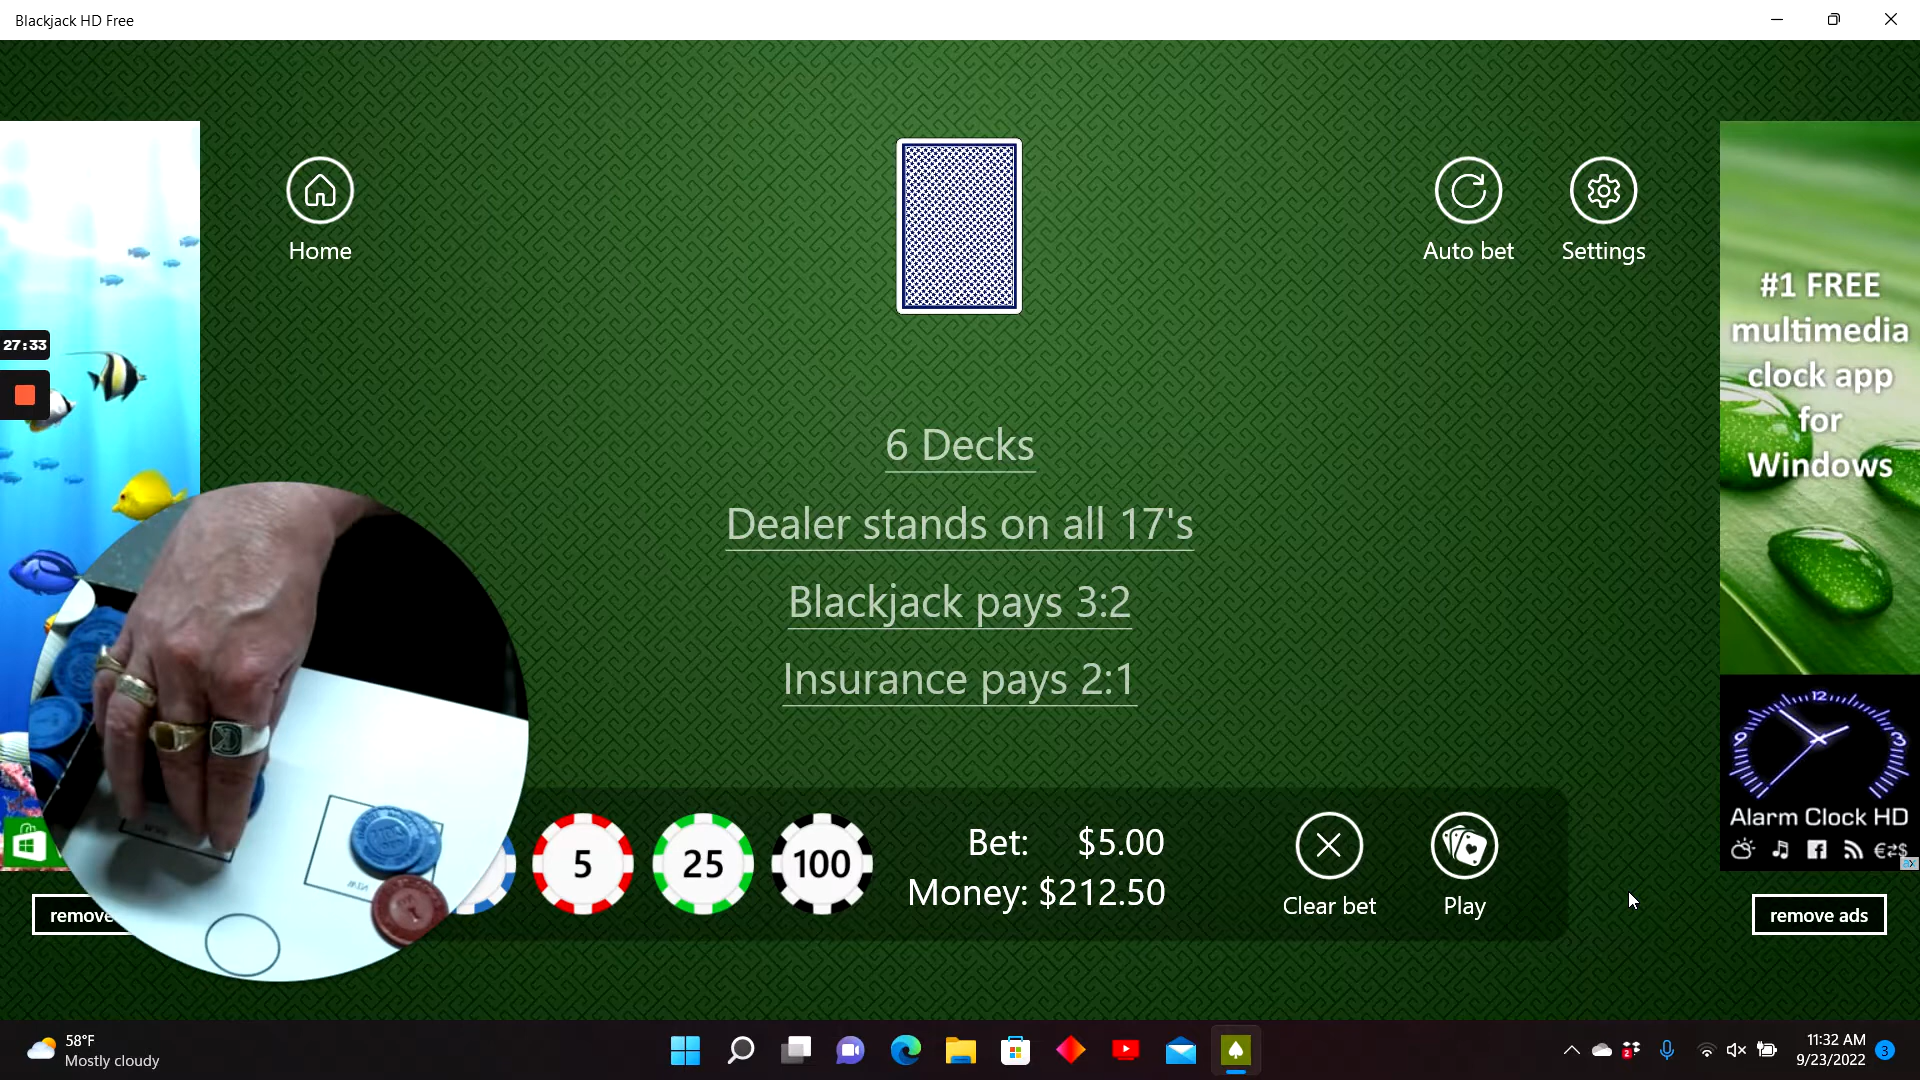 Blackjack HD Free
Home
Auto bet
Settings
#1 FREE
multimedia
clock app
for
Windows
27:33
6 Decks
Dealer stands on all 17's
Blackjack pays 3:2
Insurance pays 2:1
12
9
3
Alarm Clock HD
5
25
100
Bet: $5.00
Money: $212.50
Clear bet
Play
remove
remove ads
58°F
Mostly cloudy
2
11:32 AM
9/23/2022
3